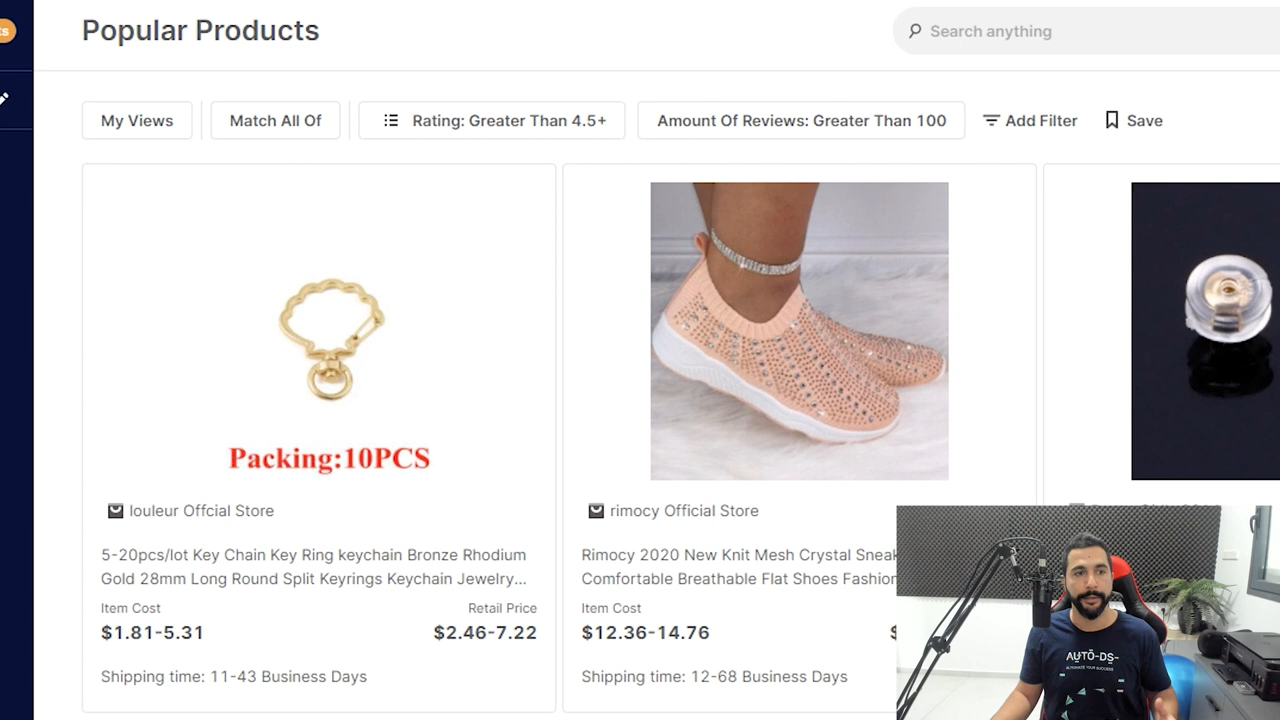 ts
Popular Products
Search anything
My Views
Match All Of
Rating: Greater Than 4.5+
Amount Of Reviews: Greater Than 100
Add Filter
Save
Packing:10PCS
louleur Offcial Store
rimocy Official Store
5-20pcs/lot Key Chain Key Ring keychain Bronze Rhodium
Gold 28mm Long Round Split Keyrings Keychain Jewelry...
Rimocy 2020 New Knit Mesh Crystal Sneak
Comfortable Breathable Flat Shoes Fashion
Item Cost
Retail Price
$1.81-5.31
$2.46-7.22
Item Cost
$12.36-14.76
$
Shipping time: 11-43 Business Days
Shipping time: 12-68 Business Days
AUTO-DS-
AUTOMATE YOUR SUCCESS